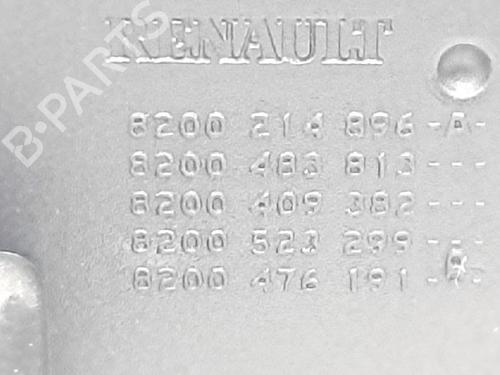 RENAULT
8200 214 896 -A-
8200 483 813 ---
8200 409 382 ---
8200 523 299 ---
8200 476 191 -B-
B-PARTS